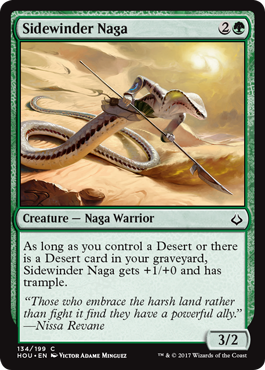 Sidewinder Naga 2
Creature — Naga Warrior
As long as you control a Desert or there
is a Desert card in your graveyard,
Sidewinder Naga gets +1/+0 and has
trample.
“Those who embrace the harsh land rather
than fight it find they have a powerful ally.”
—Nissa Revane
3/2
134/199 C
HOU • EN Victor Adame Minguez
™ & © 2017 Wizards of the Coast